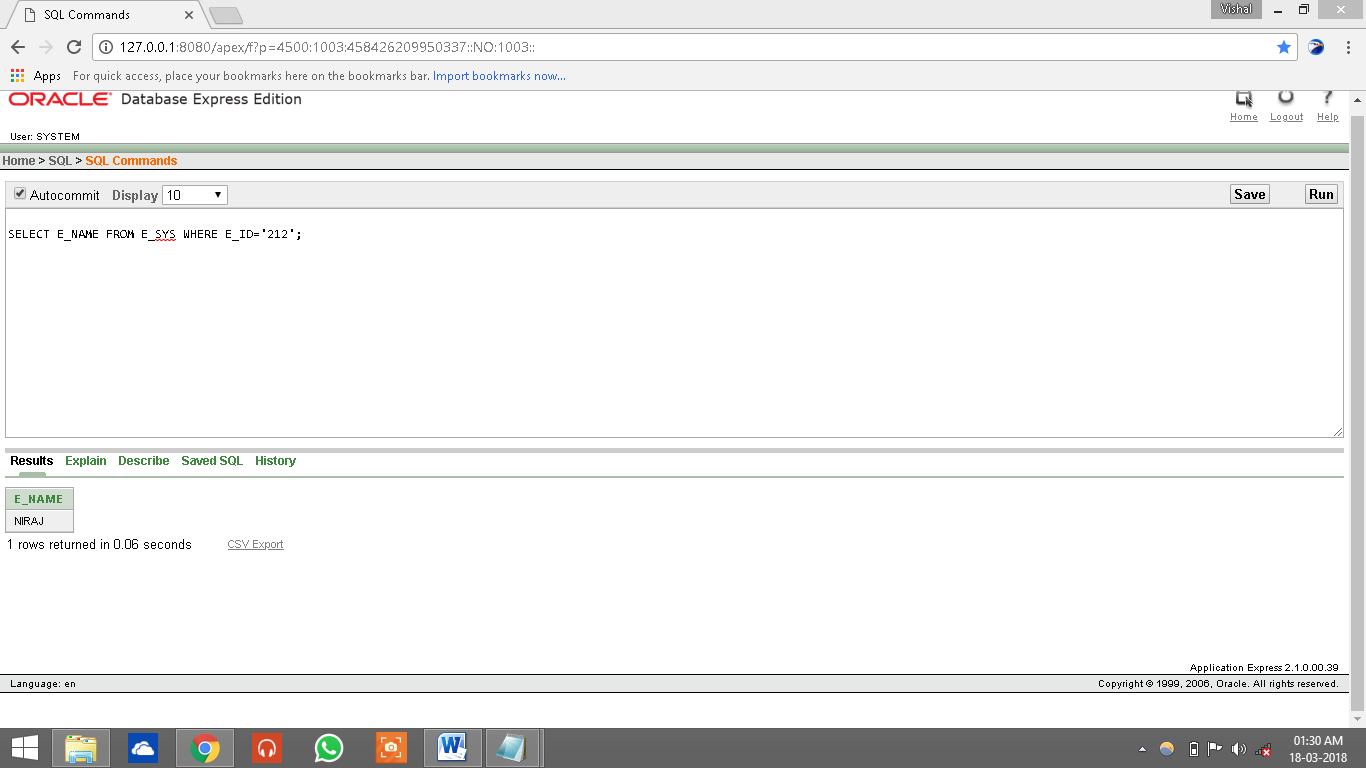 SQL Commands
Vishal
127.0.0.1:8080/apex/f?p=4500:1003:458426209950337::NO:1003::
Apps For quick access, place your bookmarks here on the bookmarks bar. Import bookmarks now...
ORACLE Database Express Edition
Home Logout Help
User: SYSTEM
Home > SQL > SQL Commands
Autocommit Display 10 Save Run
SELECT E_NAME FROM E_SYS WHERE E_ID='212';
Results Explain Describe Saved SQL History
E_NAME
NIRAJ
1 rows returned in 0.06 seconds CSV Export
Application Express 2.1.0.00.39
Language: en Copyright © 1999, 2006, Oracle. All rights reserved.
01:30 AM
18-03-2018